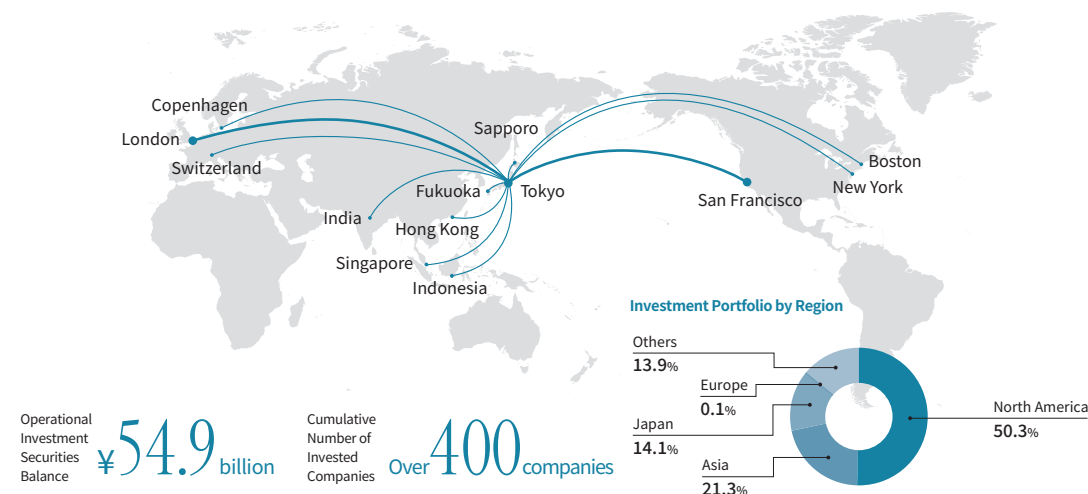 Copenhagen
London
Switzerland
Sapporo
Fukuoka
Tokyo
India
Hong Kong
Singapore
Indonesia
San Francisco
Boston
New York
Investment Portfolio by Region
Others
13.9%
Europe
0.1%
Japan
14.1%
Asia
21.3%
North America
50.3%
Operational
Investment
Securities
Balance
¥54.9 billion
Cumulative
Number of
Invested
Companies
Over 400 companies